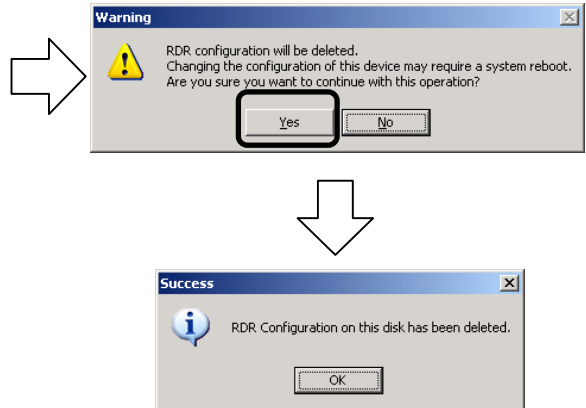 Warning
RDR configuration will be deleted.
Changing the configuration of this device may require a system reboot.
Are you sure you want to continue with this operation?
Yes No
Success
RDR Configuration on this disk has been deleted.
OK